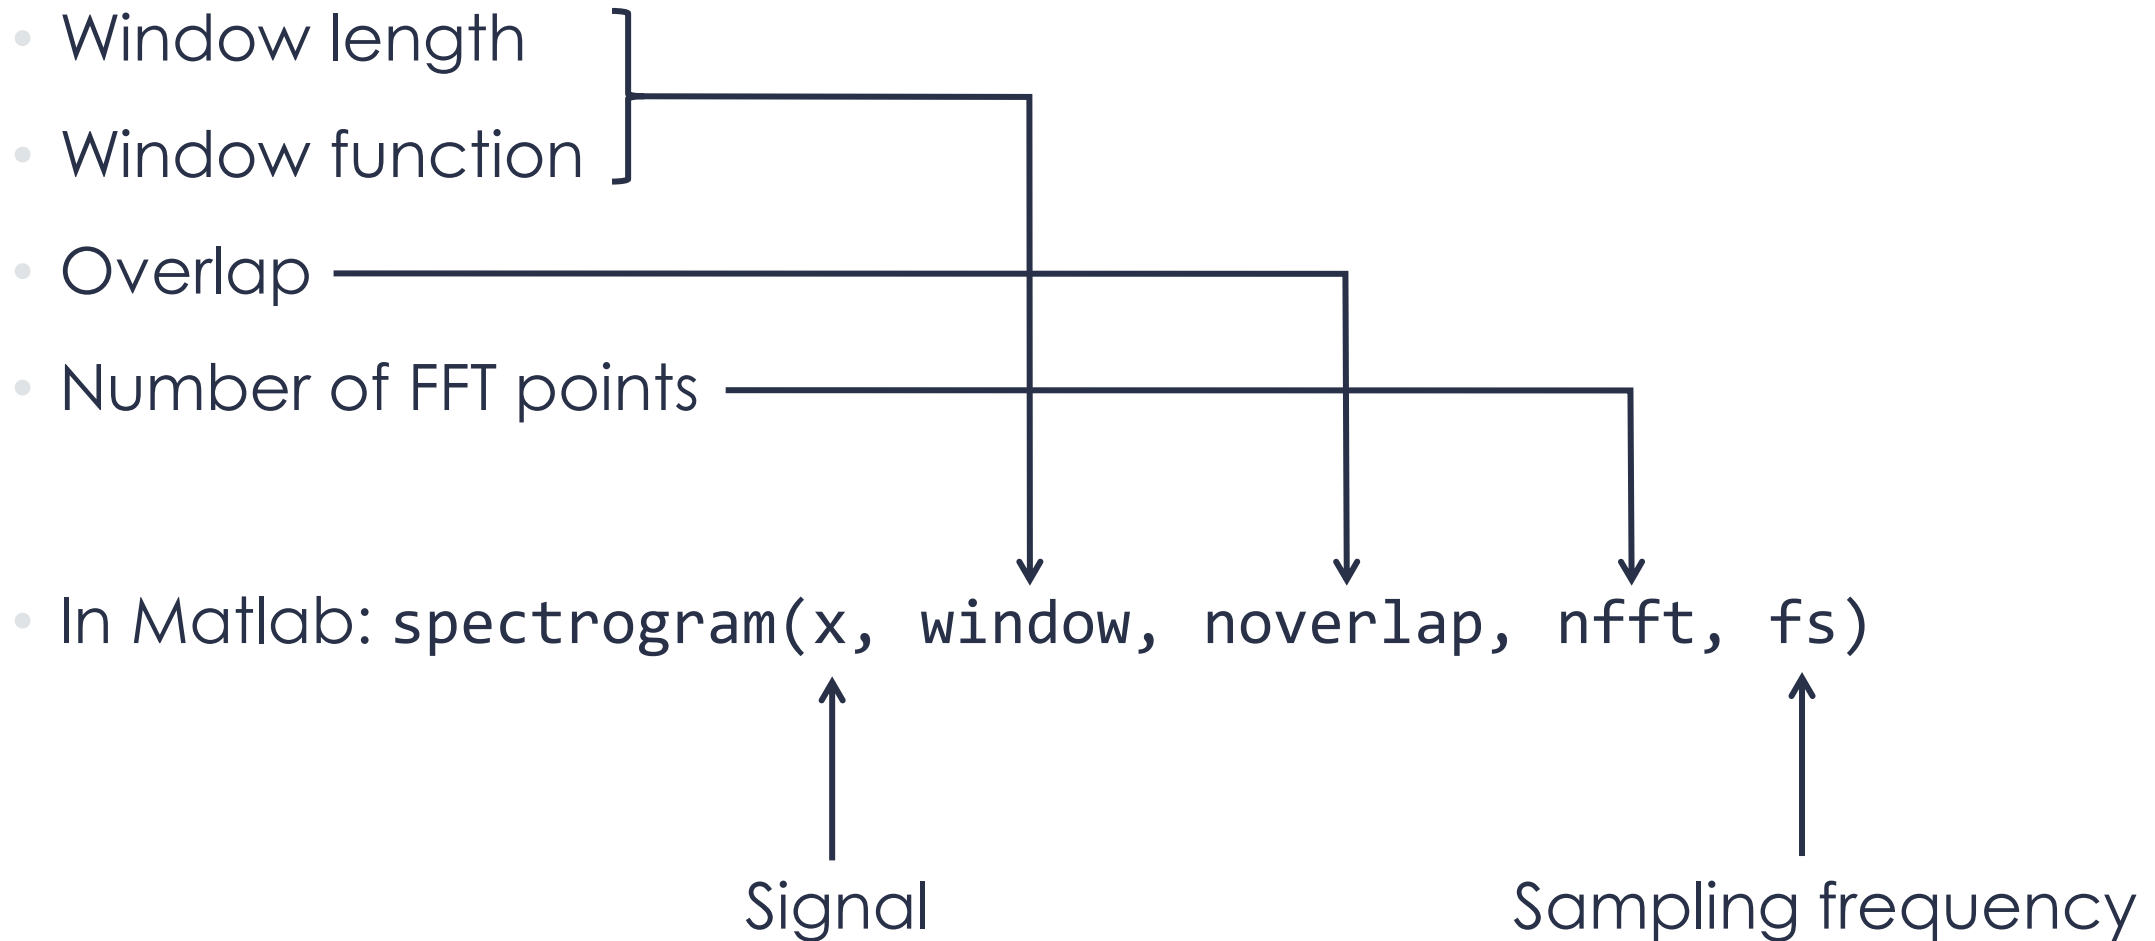 Window length
Window function
Overlap
Number of FFT points
In Matlab: spectrogram(x, window, noverlap, nfft, fs)
Signal
Sampling frequency